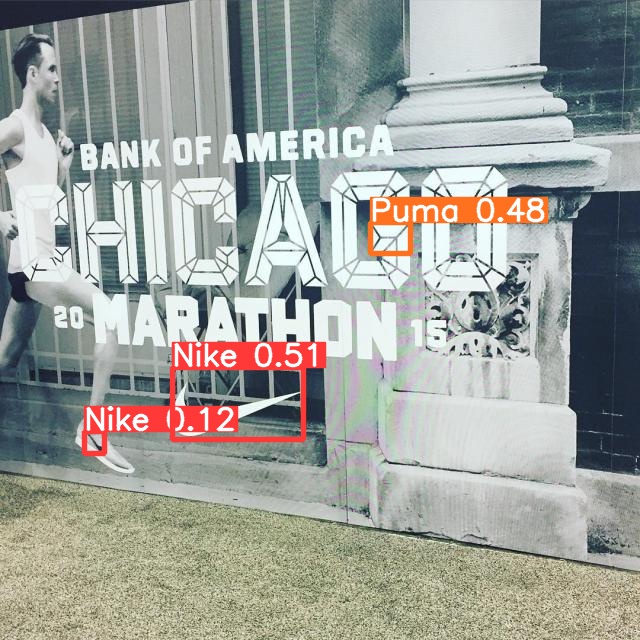 BANK OF AMERICA
CHICAGO
Puma 0.48
20 MARATHON 15
Nike 0.51
Nike 0.12